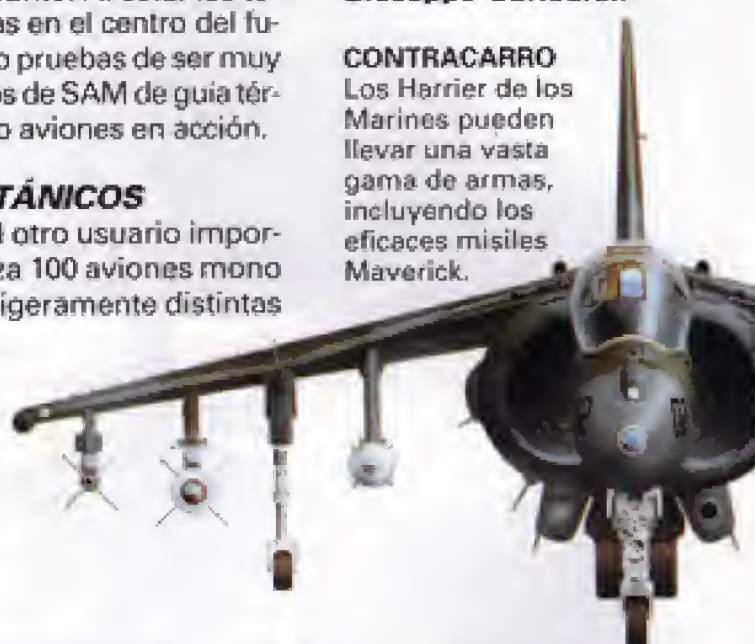 as en el centro del fu-
o pruebas de ser muy
os de SAM de guía tér-
o aviones en acción.
TÁNICOS
l otro usuario impor-
za 100 aviones mono
igeramente distintas
CONTRACARRO
Los Harrier de los
Marines pueden
llevar una vasta
gama de armas,
incluyendo los
eficaces misiles
Maverick.